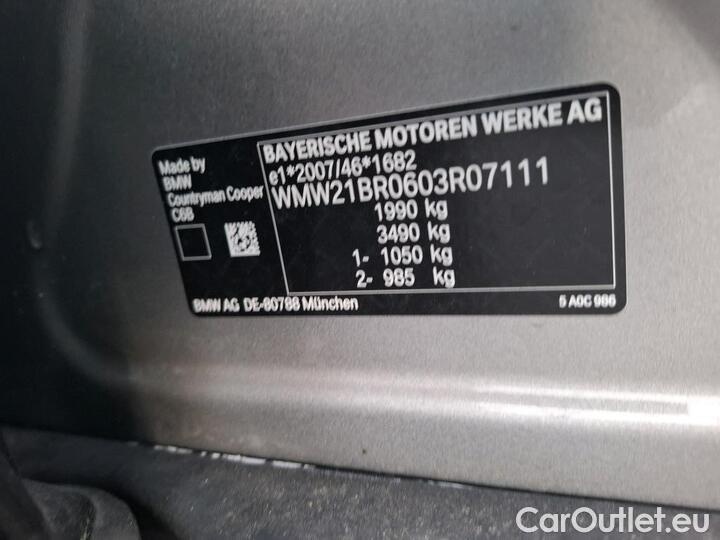 BAYERISCHE MOTOREN WERKE AG
e1*2007/46*1682
WMW21BR0603R07111
1990 kg
3490 kg
1- 1050 kg
2- 985 kg
Made by
BMW
Countryman Cooper
C6B
BMW AG DE-80788 München
5 A0C 986
CarOutlet.eu